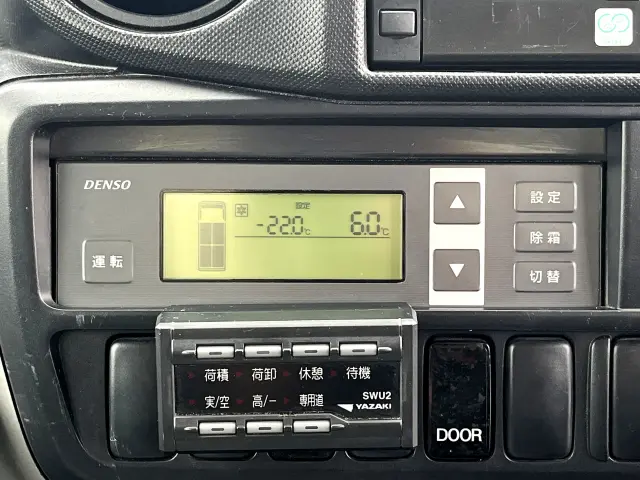 DENSO
設定
-22.0℃ 6.0℃
運転
設定
除霜
切替
荷積 荷卸 休憩 待機
実/空 高/一 専用道
SWU2
YAZAKI
DOOR